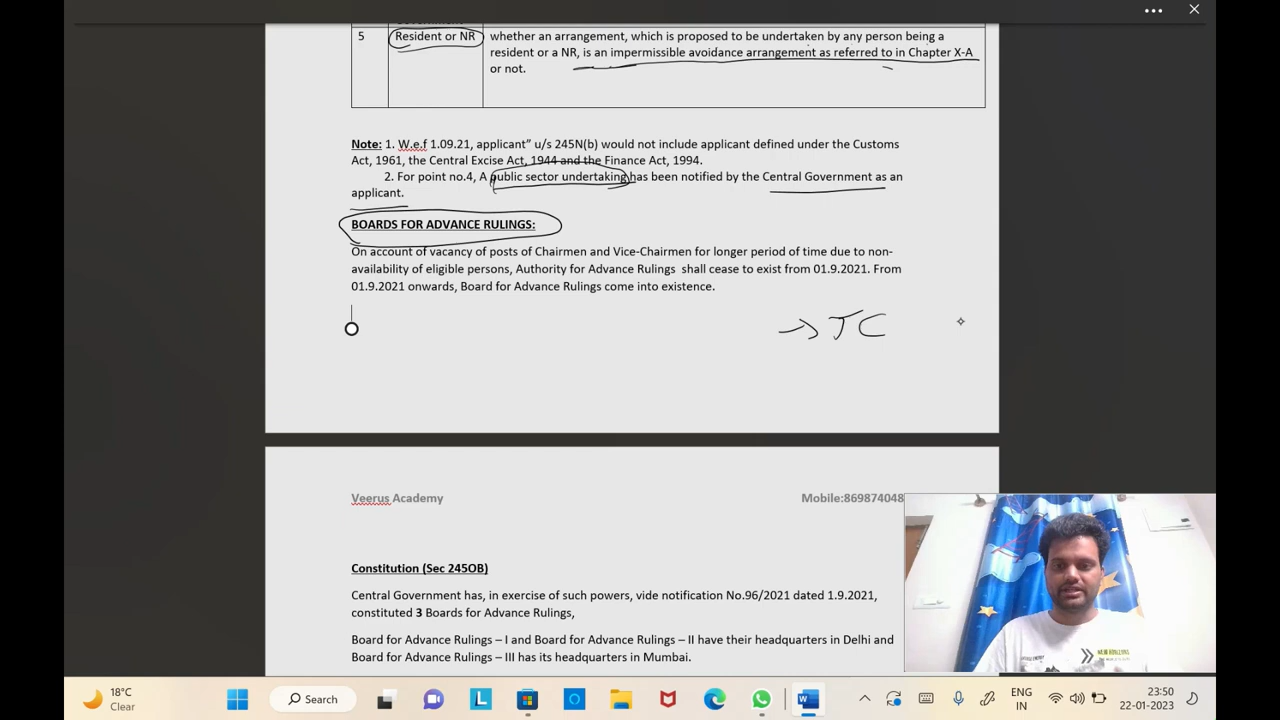 5 Resident or NR whether an arrangement, which is proposed to be undertaken by any person being a
resident or a NR, is an impermissible avoidance arrangement as referred to in Chapter X-A
or not.
Note: 1. W.e.f 1.09.21, applicant” u/s 245N(b) would not include applicant defined under the Customs
Act, 1961, the Central Excise Act, 1944 and the Finance Act, 1994.
2. For point no.4, A public sector undertaking has been notified by the Central Government as an
applicant.
BOARDS FOR ADVANCE RULINGS:
On account of vacancy of posts of Chairmen and Vice-Chairmen for longer period of time due to non-
availability of eligible persons, Authority for Advance Rulings shall cease to exist from 01.9.2021. From
01.9.2021 onwards, Board for Advance Rulings come into existence.
→ JC
Veerus Academy Mobile:869874048
Constitution (Sec 245OB)
Central Government has, in exercise of such powers, vide notification No.96/2021 dated 1.9.2021,
constituted 3 Boards for Advance Rulings,
Board for Advance Rulings – I and Board for Advance Rulings – II have their headquarters in Delhi and
Board for Advance Rulings – III has its headquarters in Mumbai.
18°C
Clear
Search
ENG
IN
23:50
22-01-2023